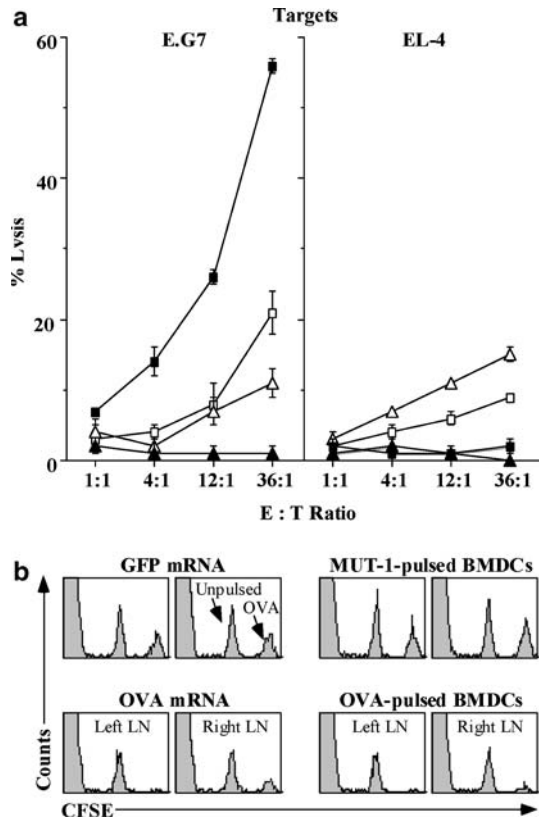 a
Targets
E.G7 EL-4
60
40
20
0
% Lysis
1:1 4:1 12:1 36:1 1:1 4:1 12:1 36:1
E : T Ratio
b
GFP mRNA MUT-1-pulsed BMDCs
Unpulsed
OVA
OVA mRNA OVA-pulsed BMDCs
Left LN Right LN Left LN Right LN
Counts
CFSE